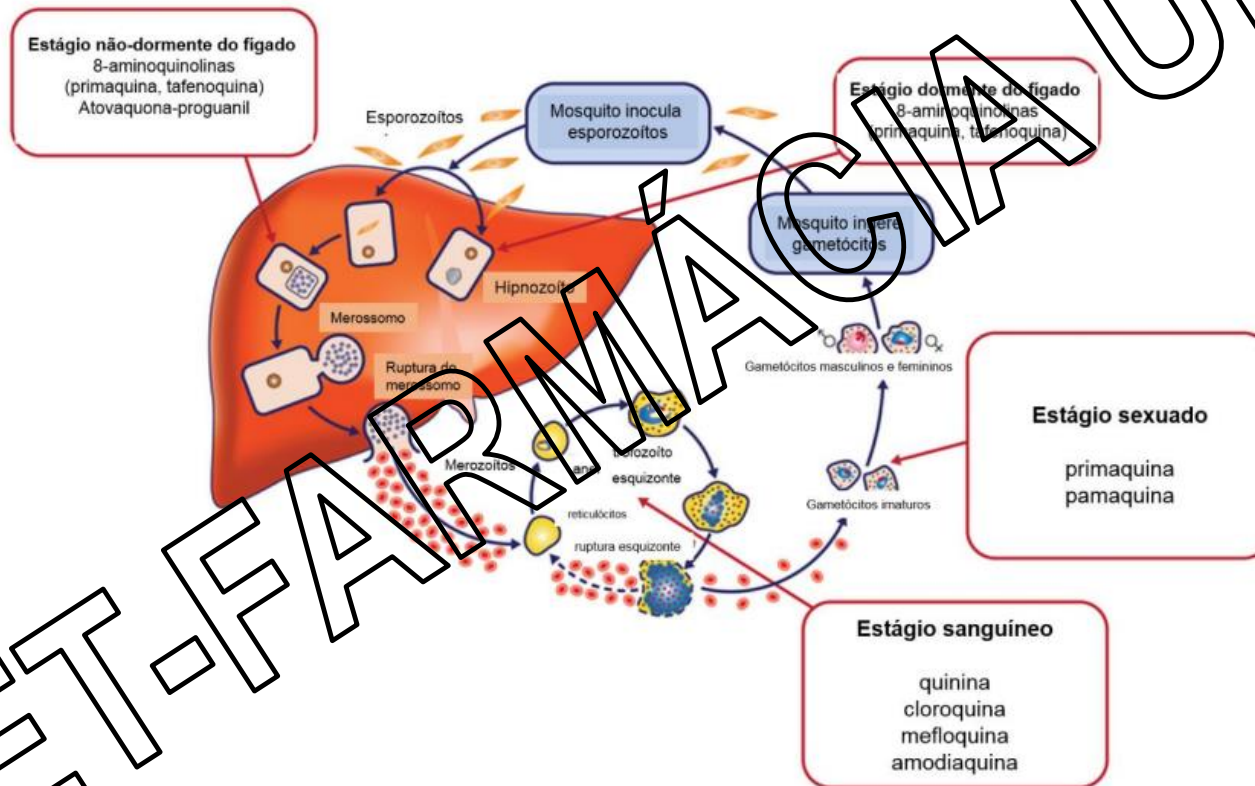 Estágio não-dormente do fígado
8-aminoquinolinas
(primaquina, tafenoquina)
Atovaquona-proguanil
Esporozoítos
Mosquito inocula
esporozoítos
Estágio dormente do fígado
8-aminoquinolinas
(primaquina, tafenoquina)
Mosquito ingere
gametócitos
Hipnozoíto
Merossomo
Ruptura do
merossomo
Gametócitos masculinos e femininos
Estágio sexuado
primaquina
pamaquina
Merozoítos
trofozoíto
esquizonte
Gametócitos imaturos
reticulócitos
ruptura esquizonte
Estágio sanguíneo
quinina
cloroquina
mefloquina
amodiaquina
ET-FARMÁCIA U